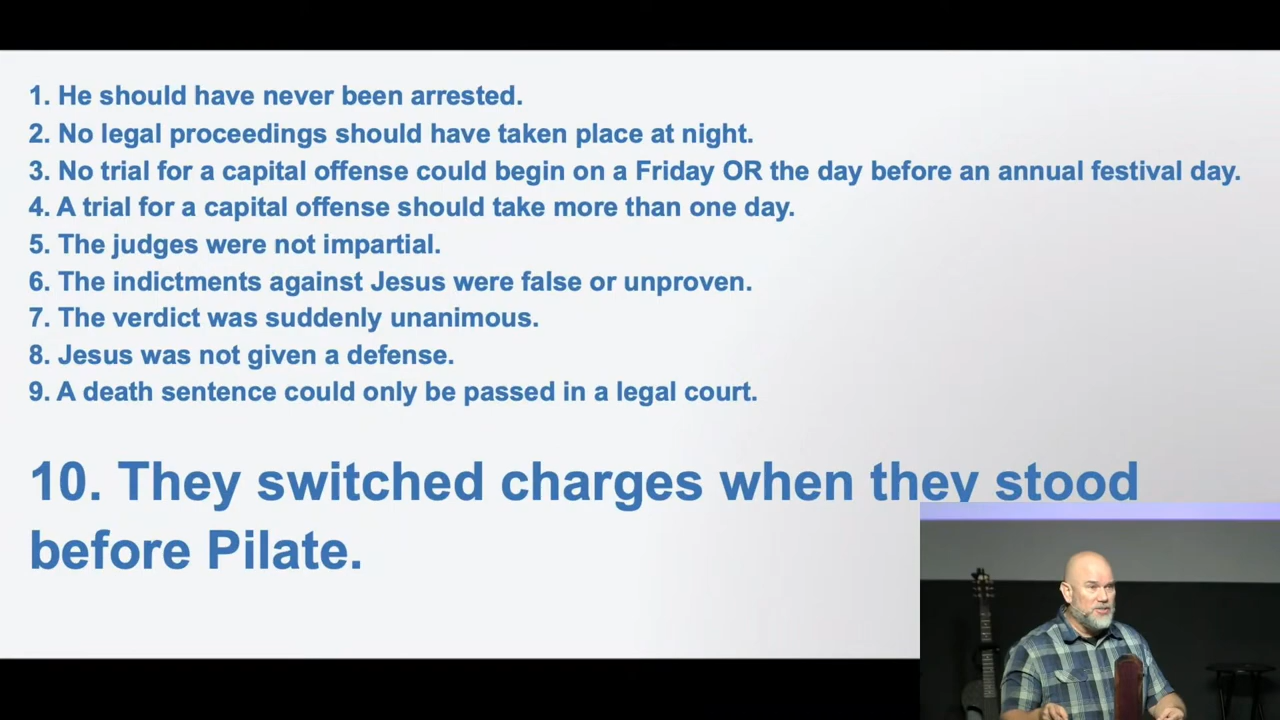 1. He should have never been arrested.
2. No legal proceedings should have taken place at night.
3. No trial for a capital offense could begin on a Friday OR the day before an annual festival day.
4. A trial for a capital offense should take more than one day.
5. The judges were not impartial.
6. The indictments against Jesus were false or unproven.
7. The verdict was suddenly unanimous.
8. Jesus was not given a defense.
9. A death sentence could only be passed in a legal court.
10. They switched charges when they stood
before Pilate.